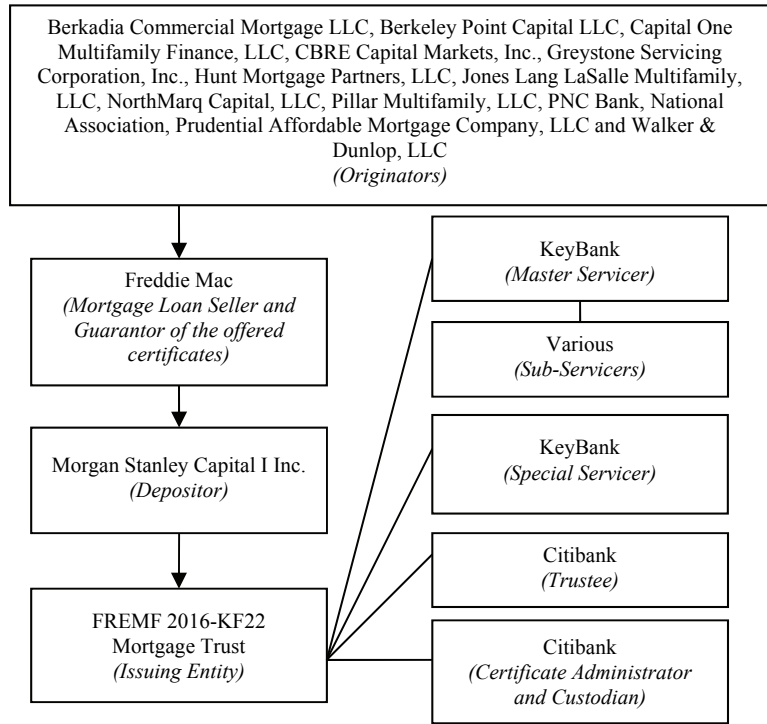 Berkadia Commercial Mortgage LLC, Berkeley Point Capital LLC, Capital One
Multifamily Finance, LLC, CBRE Capital Markets, Inc., Greystone Servicing
Corporation, Inc., Hunt Mortgage Partners, LLC, Jones Lang LaSalle Multifamily,
LLC, NorthMarq Capital, LLC, Pillar Multifamily, LLC, PNC Bank, National
Association, Prudential Affordable Mortgage Company, LLC and Walker &
Dunlop, LLC
(Originators)
Freddie Mac
(Mortgage Loan Seller and
Guarantor of the offered
certificates)
Morgan Stanley Capital I Inc.
(Depositor)
FREMF 2016-KF22
Mortgage Trust
(Issuing Entity)
KeyBank
(Master Servicer)
Various
(Sub-Servicers)
KeyBank
(Special Servicer)
Citibank
(Trustee)
Citibank
(Certificate Administrator
and Custodian)